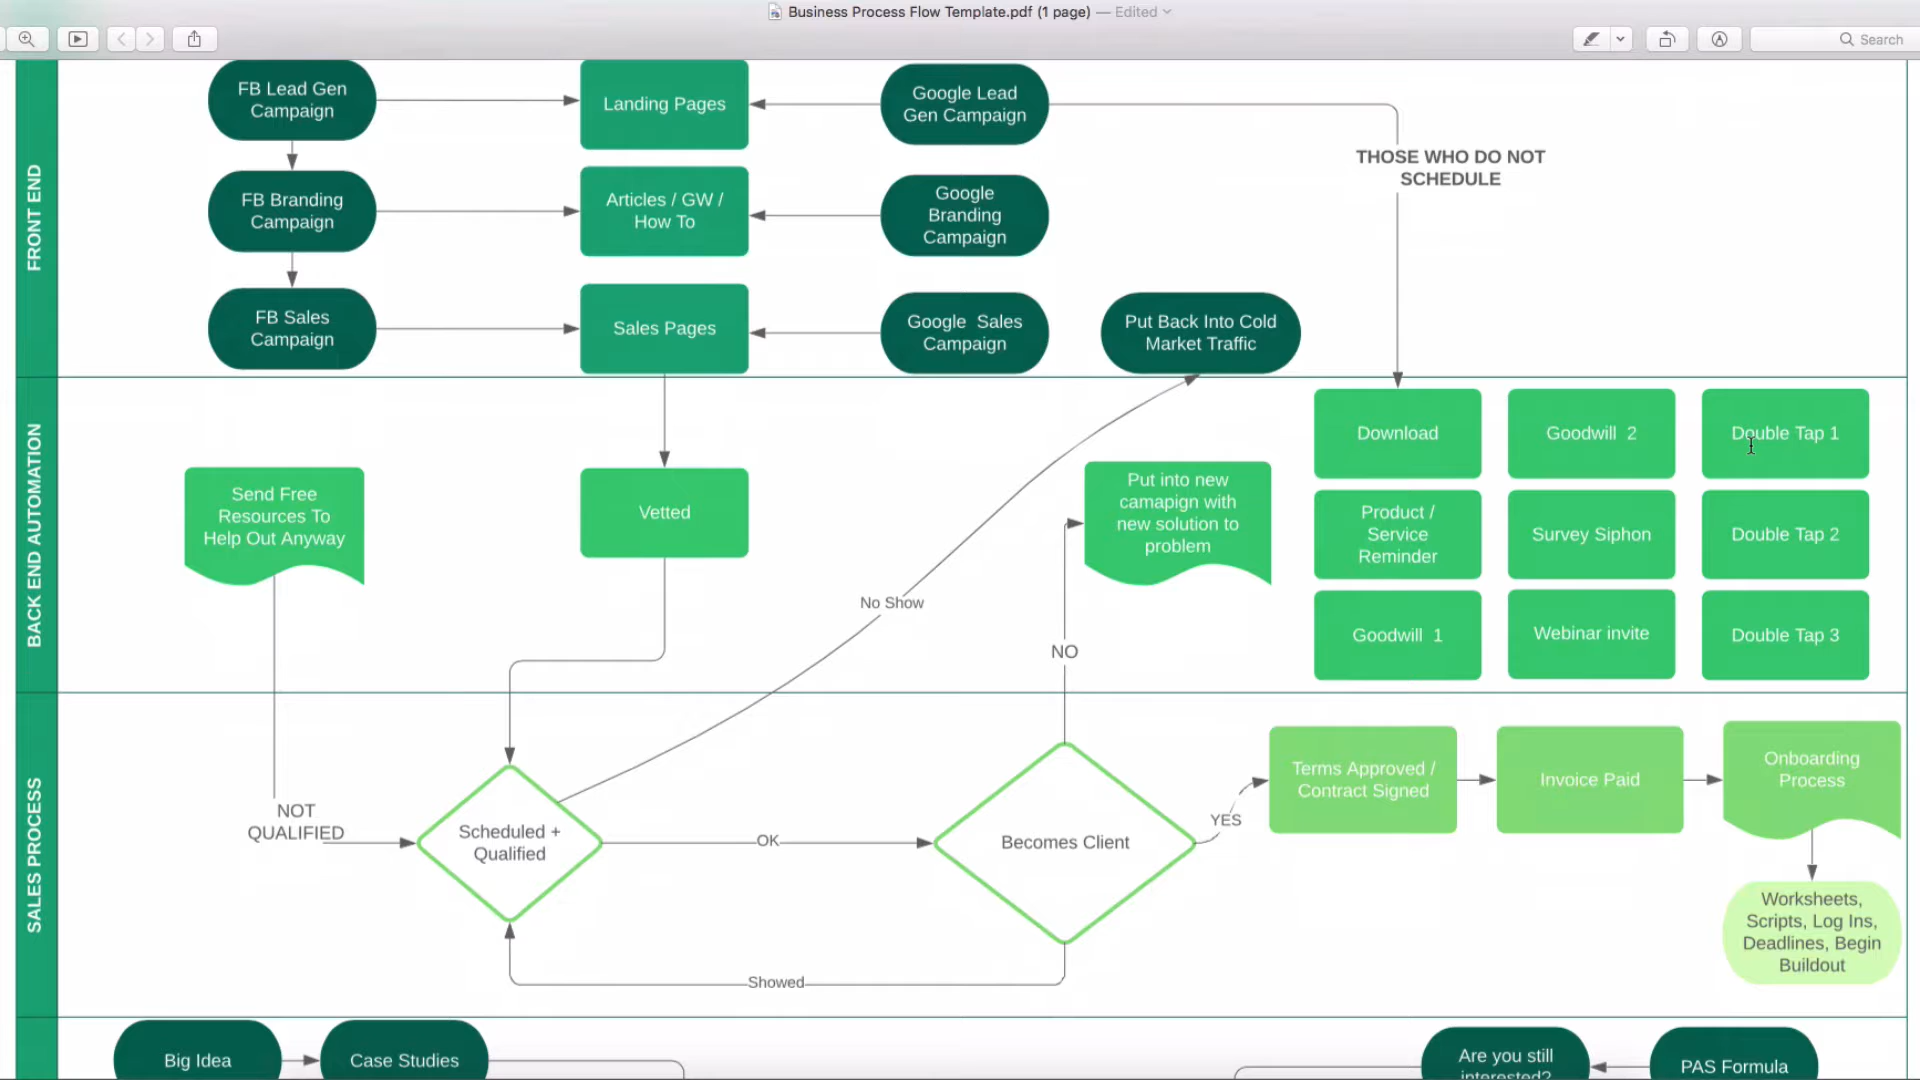 Business Process Flow Template.pdf (1 page) — Edited
Search
FRONT END
FB Lead Gen
Campaign
Landing Pages
Google Lead
Gen Campaign
THOSE WHO DO NOT
SCHEDULE
FB Branding
Campaign
Articles / GW /
How To
Google
Branding
Campaign
FB Sales
Campaign
Sales Pages
Google  Sales
Campaign
Put Back Into Cold
Market Traffic
BACK END AUTOMATION
Send Free
Resources To
Help Out Anyway
Vetted
No Show
Put into new
camapign with
new solution to
problem
NO
Download
Goodwill  2
Double Tap 1
Product /
Service
Reminder
Survey Siphon
Double Tap 2
Goodwill  1
Webinar invite
Double Tap 3
SALES PROCESS
NOT
QUALIFIED
Scheduled +
Qualified
OK
Becomes Client
YES
Terms Approved /
Contract Signed
Invoice Paid
Onboarding
Process
Worksheets,
Scripts, Log Ins,
Deadlines, Begin
Buildout
Showed
Big Idea
Case Studies
Are you still
interested?
PAS Formula